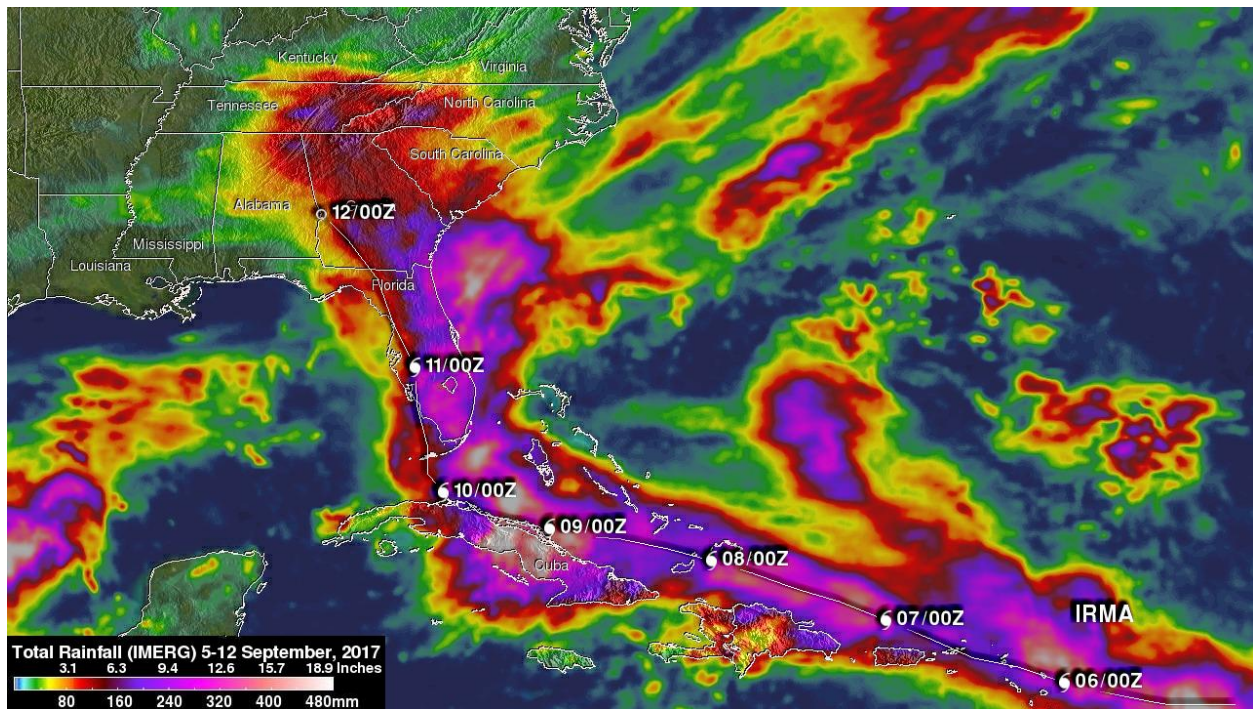 Kentucky
Virginia
Tennessee
North Carolina
South Carolina
Alabama
12/00Z
Mississippi
Louisiana
Florida
11/00Z
10/00Z
09/00Z
Cuba
08/00Z
IRMA
07/00Z
06/00Z
Total Rainfall (IMERG) 5-12 September, 2017
3.1 6.3 9.4 12.6 15.7 18.9 Inches
80 160 240 320 400 480mm